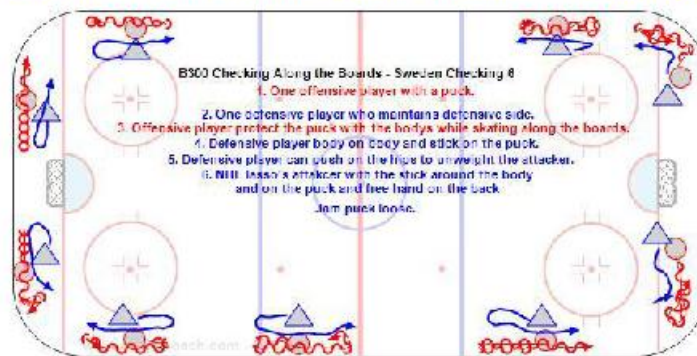 B300 Checking Along the Boards - Sweden Checking 6
1. One offensive player with a puck.
2. One defensive player who maintains defensive side.
3. Offensive player protect the puck with the bodys while skating along the boards.
4. Defensive player body on body and stick on the puck.
5. Defensive player can push on the hips to unweight the attacker.
6. NHL lasso's attakcer with the stick around the body
and on the puck and free hand on the back
Jam puck loose.